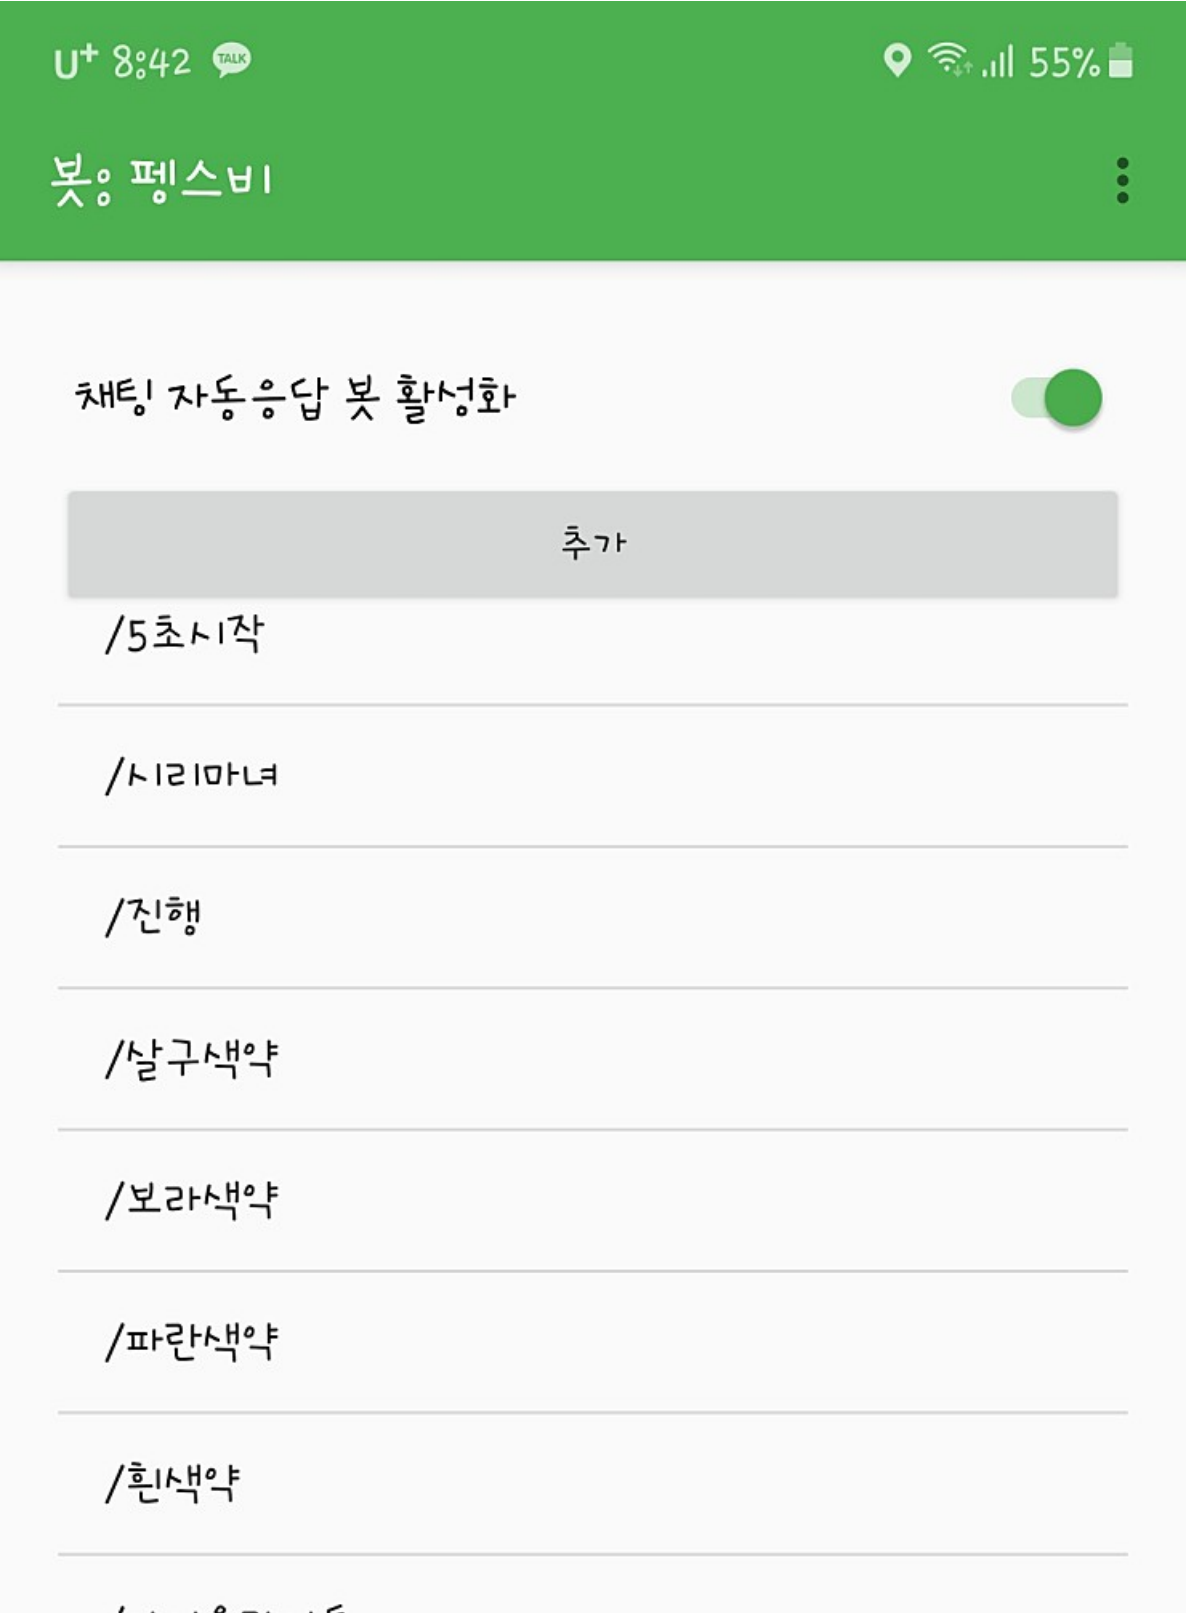 U+ 8:42 TALK 55%
봇: 펭스비
채팅 자동응답 봇 활성화
추가
/5초시작
/시리마녀
/진행
/살구색약
/보라색약
/파란색약
/흰색약